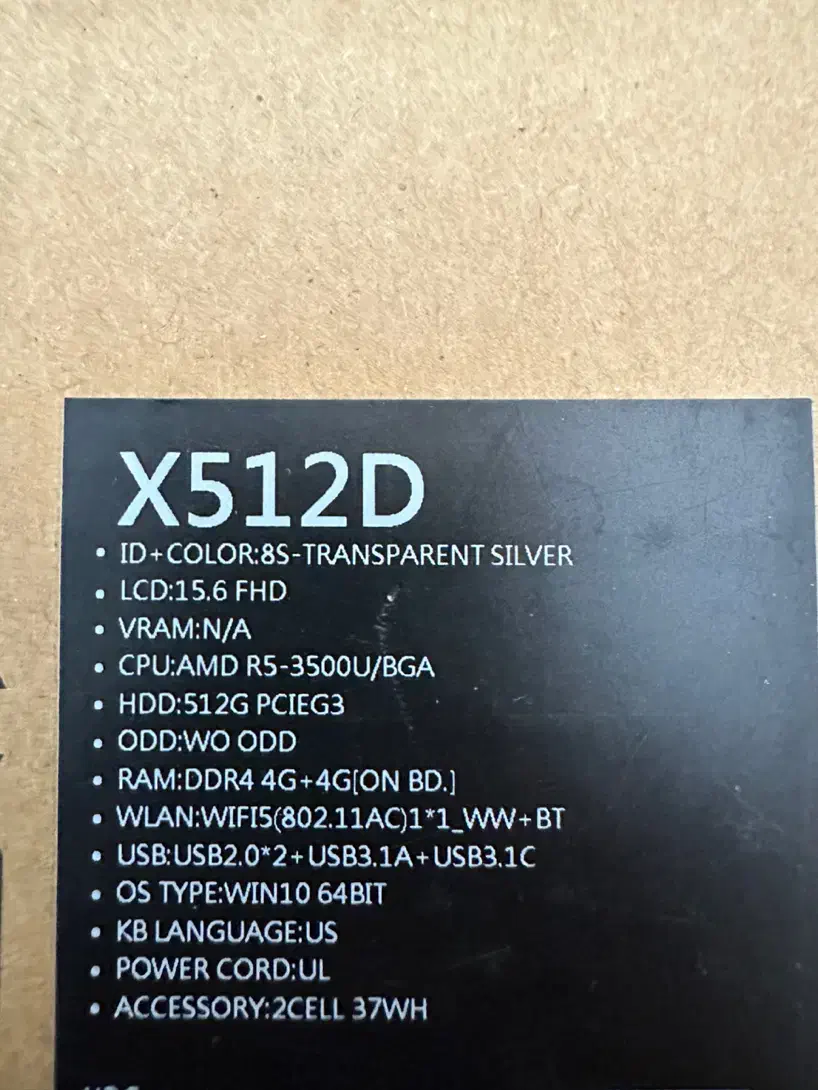 X512D
• ID+COLOR:8S-TRANSPARENT SILVER
• LCD:15.6 FHD
• VRAM:N/A
• CPU:AMD R5-3500U/BGA
• HDD:512G PCIEG3
• ODD:WO ODD
• RAM:DDR4 4G+4G[ON BD.]
• WLAN:WIFI5(802.11AC)1*1_WW+BT
• USB:USB2.0*2+USB3.1A+USB3.1C
• OS TYPE:WIN10 64BIT
• KB LANGUAGE:US
• POWER CORD:UL
• ACCESSORY:2CELL 37WH